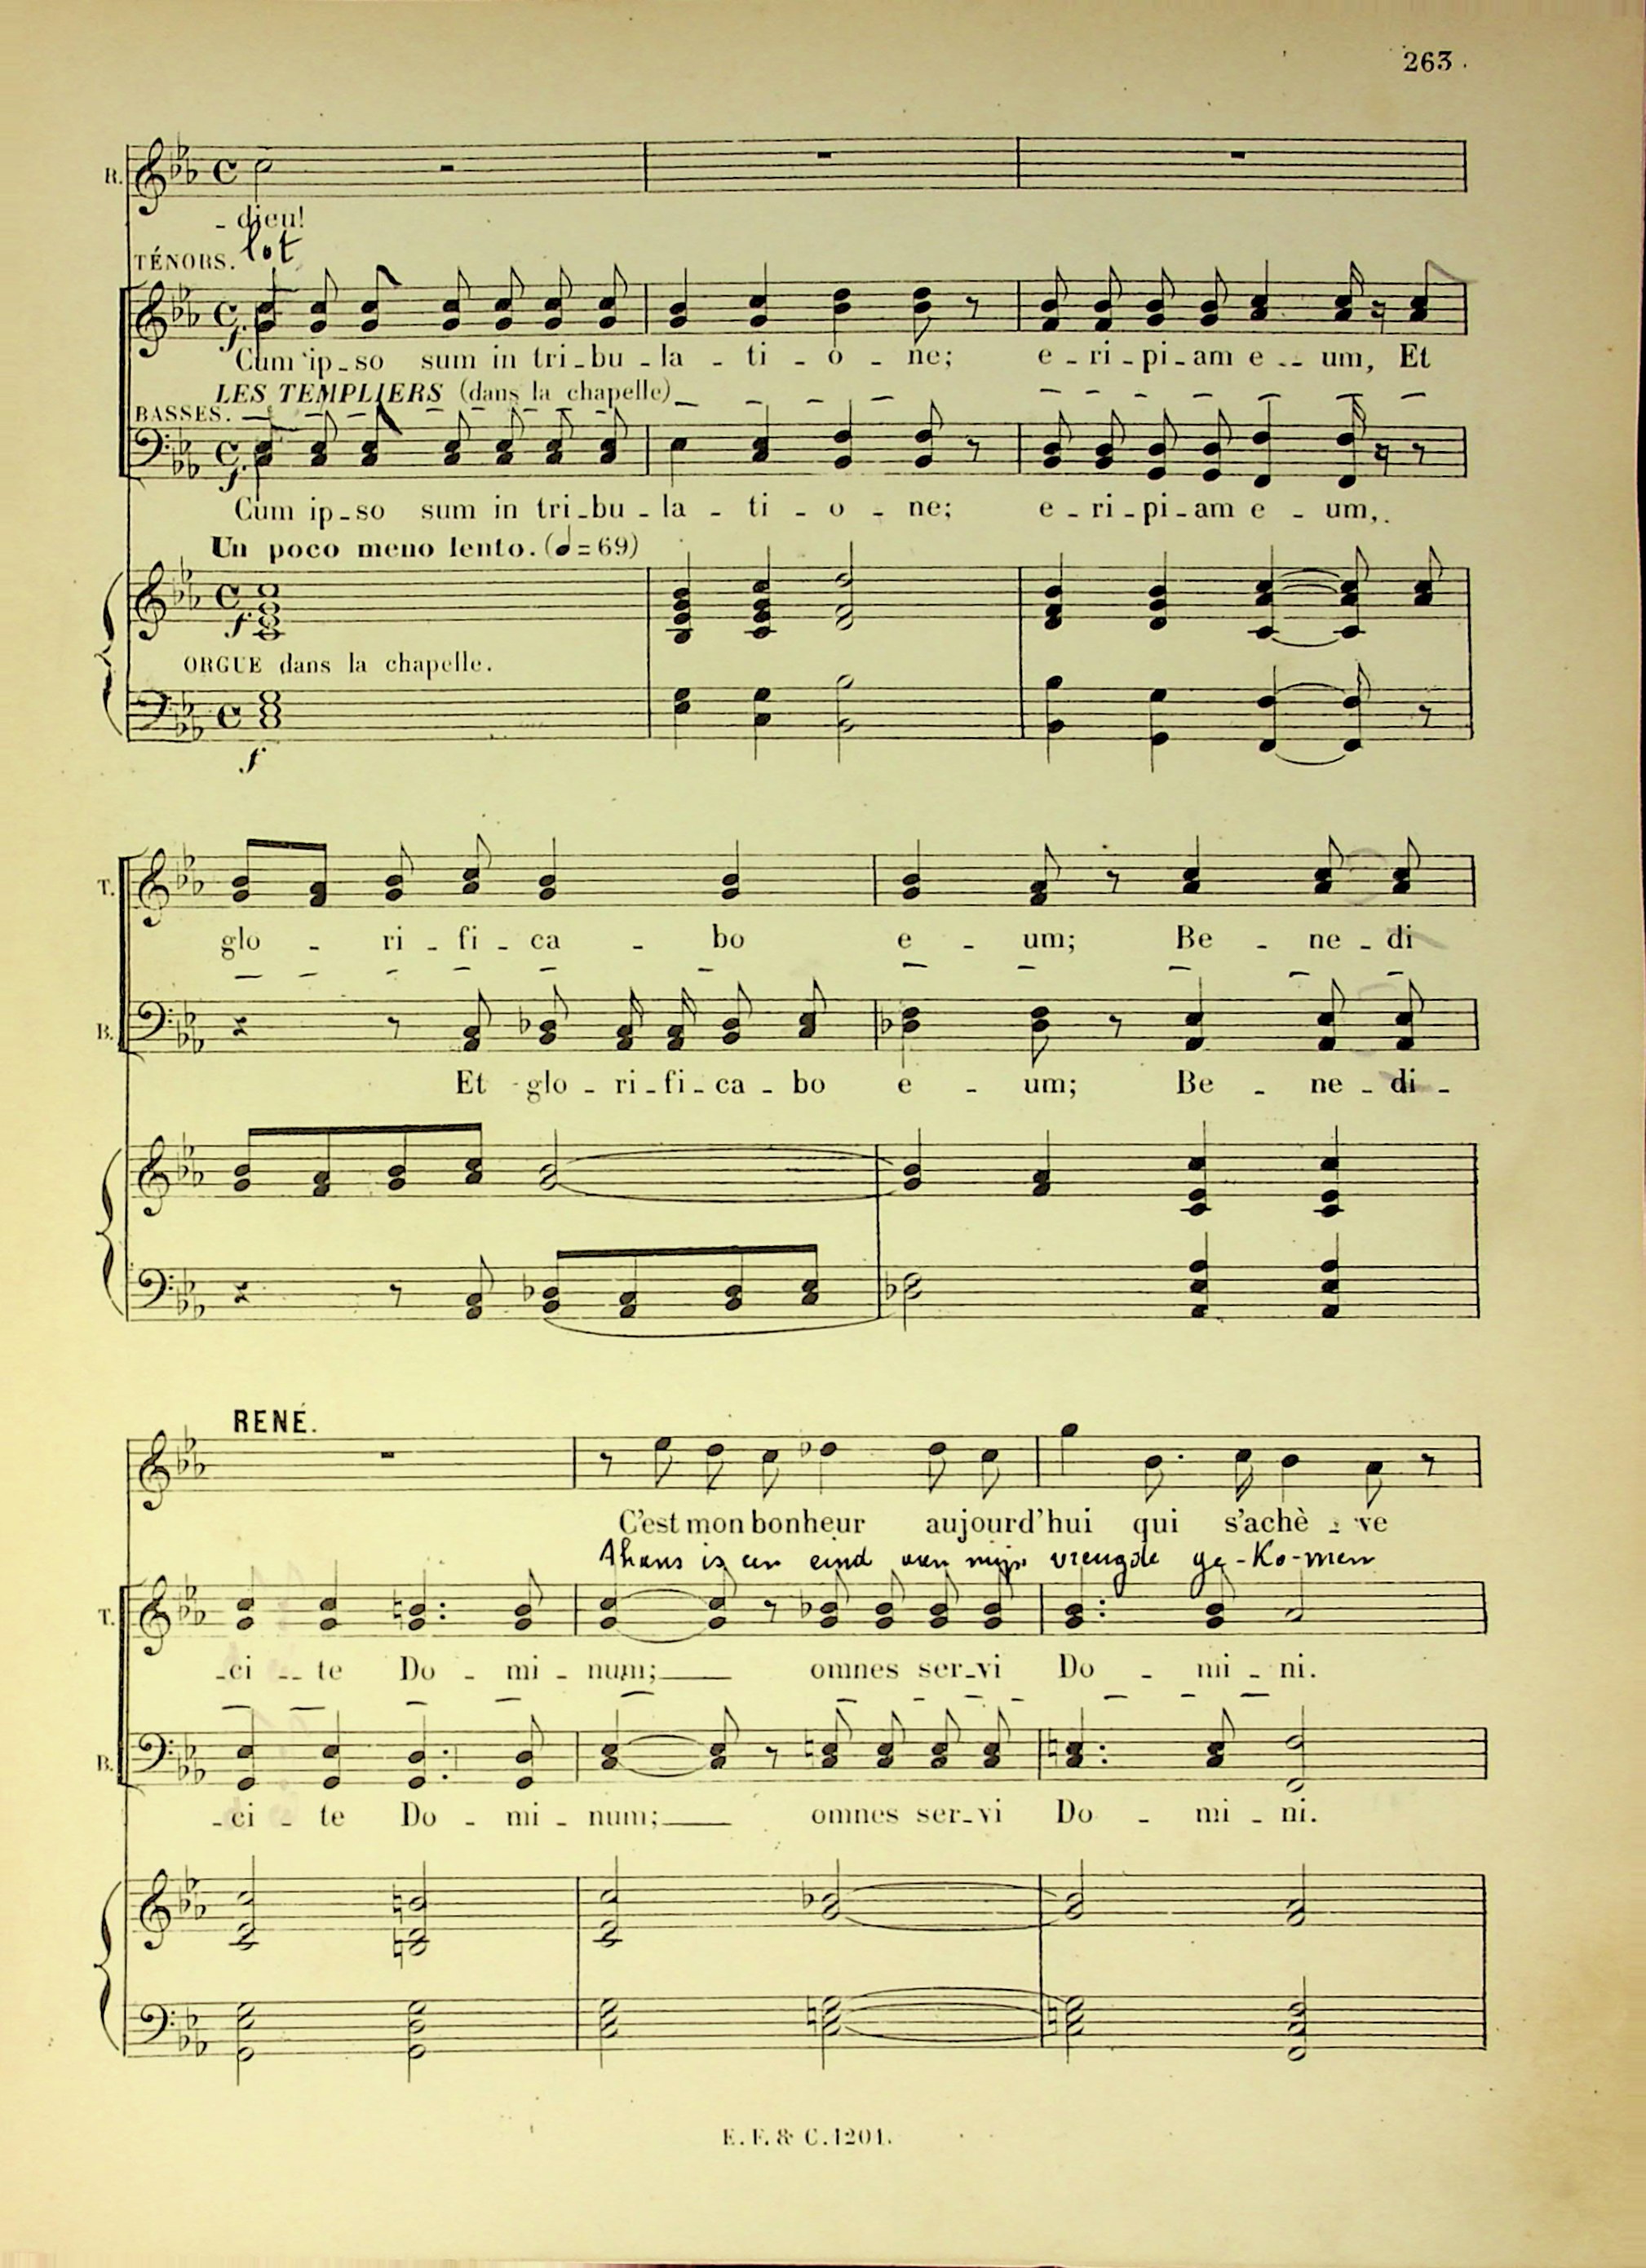 263.
R.
- dieu!
lot
TÉNORS.
f.
Cum ip - so sum in tri - bu - la - ti - o - ne; e - ri - pi - am e - um, Et
LES TEMPLIERS (dans la chapelle)
BASSES.
f.
Cum ip - so sum in tri - bu - la - ti - o - ne; e - ri - pi - am e - um,
Un poco meno lento. (𝅗𝅥 = 69)
f.
ORGUE dans la chapelle.
f
T.
glo - ri - fi - ca - bo e - um; Be - ne - di
B.
Et glo - ri - fi - ca - bo e - um; Be - ne - di -
RENÉ.
C'est mon bonheur aujourd'hui qui s'achè - ve
Thans is een eind aan mijn vreugde ge - ko - men
T.
- ci - te Do - mi - num; omnes ser - vi Do - mi - ni.
B.
- ci - te Do - mi - num; omnes ser - vi Do - mi - ni.
E. F. & C. 1201.